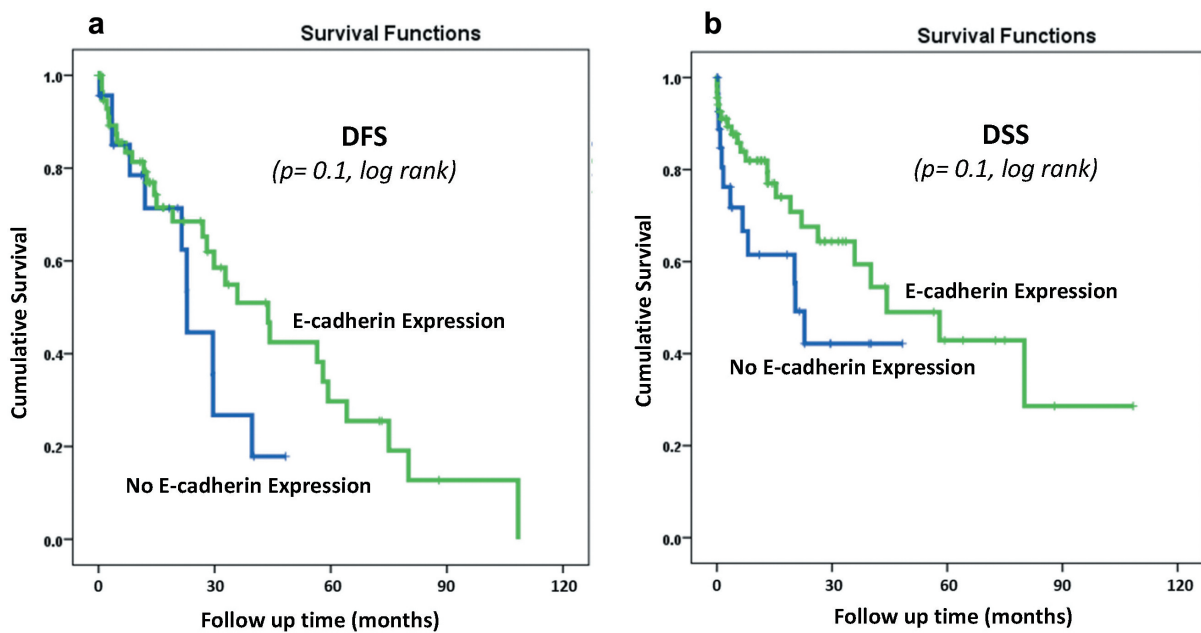 a
Survival Functions
DFS
(p= 0.1, log rank)
Cumulative Survival
1.0
0.8
0.6
0.4
0.2
0.0
E-cadherin Expression
No E-cadherin Expression
0 30 60 90 120
Follow up time (months)
b
Survival Functions
DSS
(p= 0.1, log rank)
Cumulative Survival
1.0
0.8
0.6
0.4
0.2
0.0
E-cadherin Expression
No E-cadherin Expression
0 30 60 90 120
Follow up time (months)